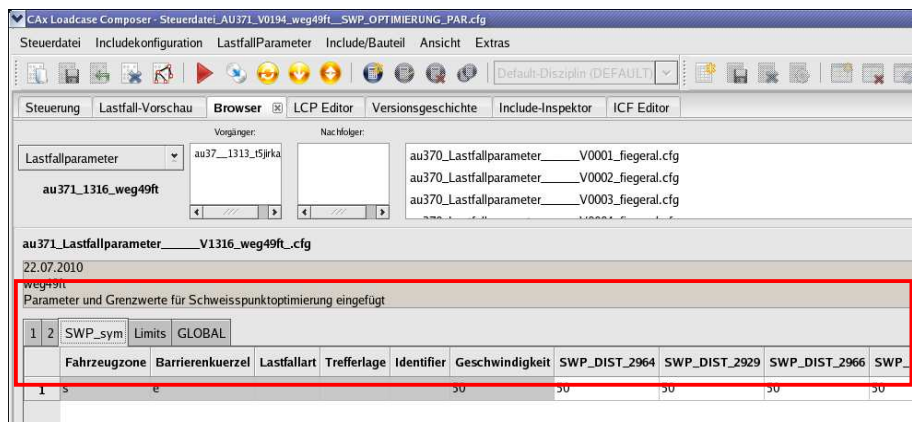 CAx Loadcase Composer - Steuerdatei_AU371_V0194_weg49ft__SWP_OPTIMIERUNG_PAR.cfg
Steuerdatei Includekonfiguration LastfallParameter Include/Bauteil Ansicht Extras
Default-Disziplin (DEFAULT)
Steuerung Lastfall-Vorschau Browser LCP Editor Versionsgeschichte Include-Inspektor ICF Editor
Vorgänger: Nachfolger:
Lastfallparameter au37__1313_t5jirka au370_Lastfallparameter______V0001_fiegeral.cfg
au370_Lastfallparameter______V0002_fiegeral.cfg
au371_1316_weg49ft au370_Lastfallparameter______V0003_fiegeral.cfg
au371_Lastfallparameter______V1316_weg49ft_.cfg
22.07.2010
weg49ft
Parameter und Grenzwerte für Schweisspunktoptimierung eingefügt
1 2 SWP_sym Limits GLOBAL
Fahrzeugzone Barrierenkuerzel Lastfallart Trefferlage Identifier Geschwindigkeit SWP_DIST_2964 SWP_DIST_2929 SWP_DIST_2966 SWP_
1 s e 50 50 50 50 50